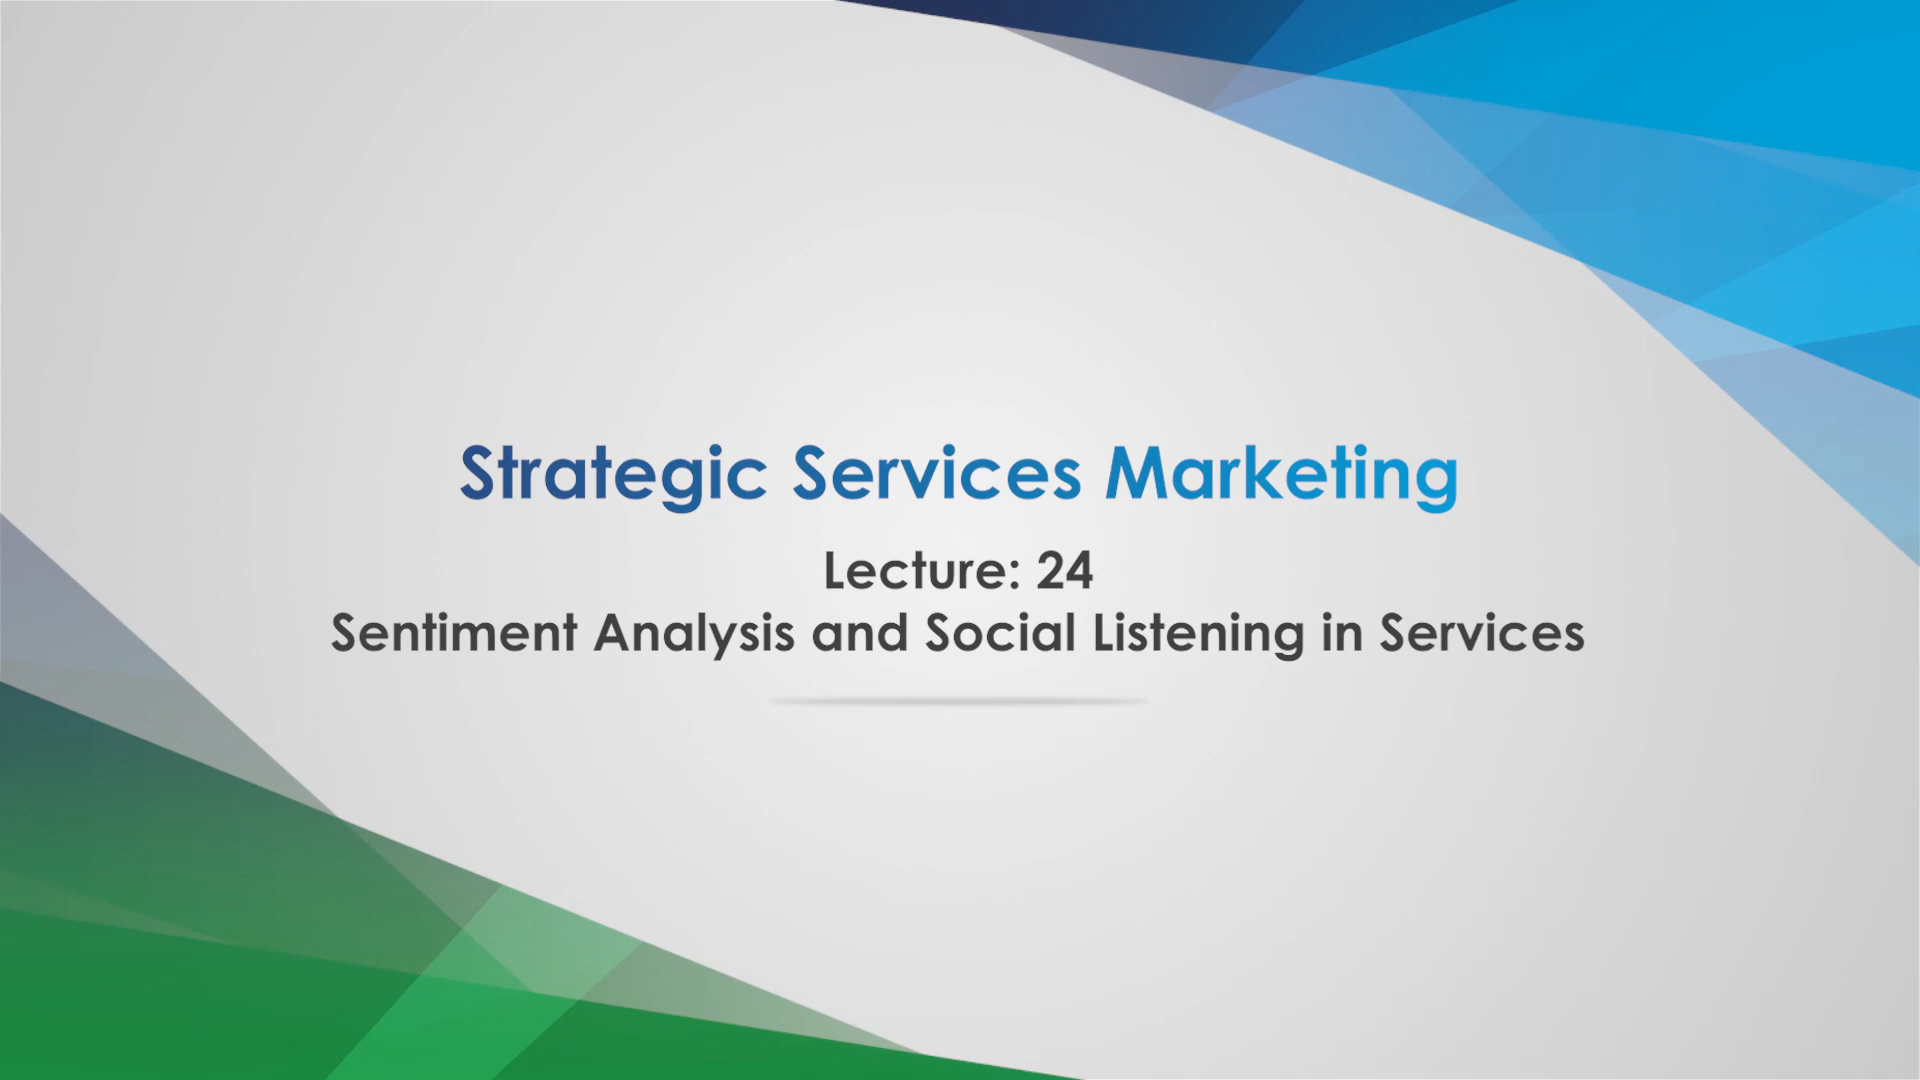 Strategic Services Marketing
Lecture: 24
Sentiment Analysis and Social Listening in Services